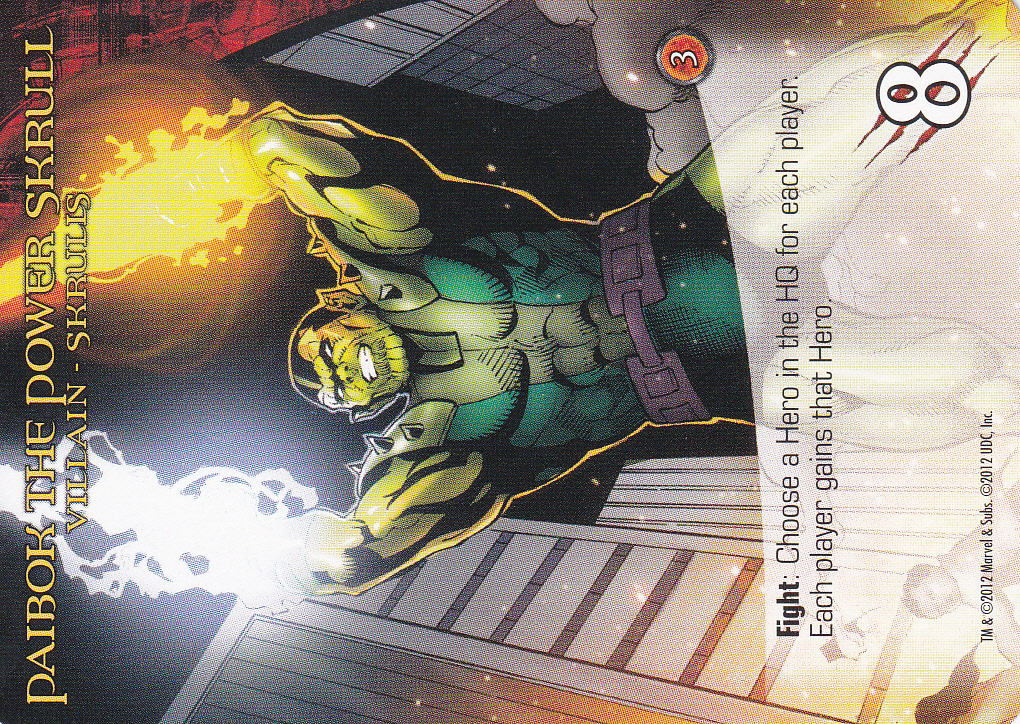 PAIBOK THE POWER SKRULL
VILLAIN - SKRULLS
3
Fight: Choose a Hero in the HQ for each player.
Each player gains that Hero.
8
TM & ©2012 Marvel & Subs. ©2012 UDC, Inc.